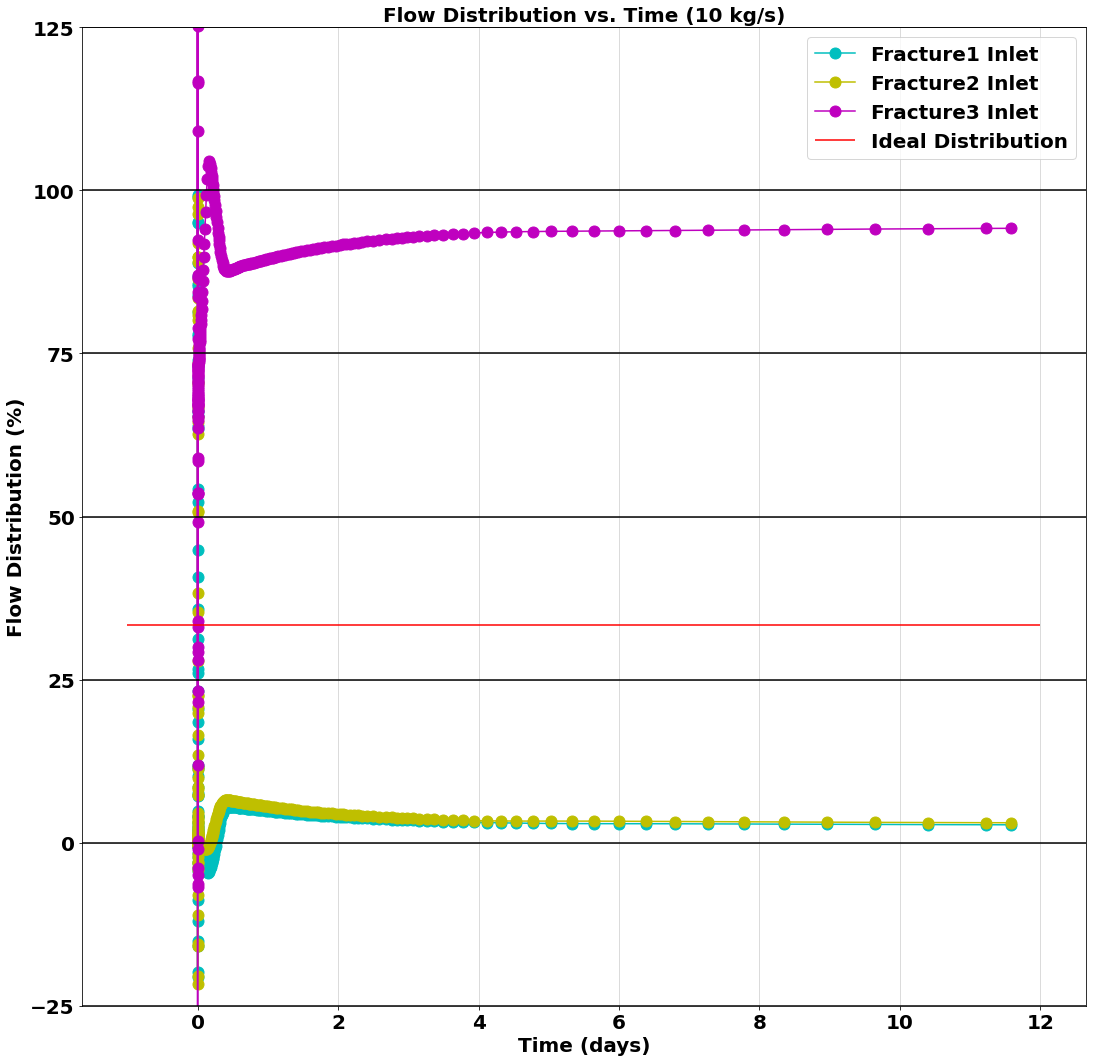 Flow Distribution vs. Time (10 kg/s)
125
100
75
50
25
0
−25
Flow Distribution (%)
Fracture1 Inlet
Fracture2 Inlet
Fracture3 Inlet
Ideal Distribution
0 2 4 6 8 10 12
Time (days)